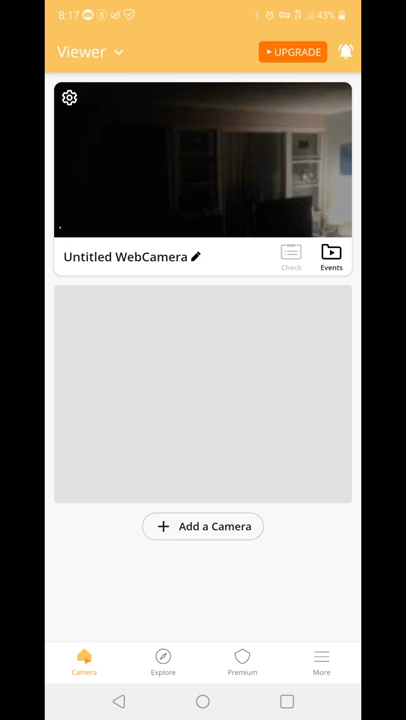 8:17
43%
Viewer
UPGRADE
Untitled WebCamera
Check
Events
Add a Camera
Camera
Explore
Premium
More